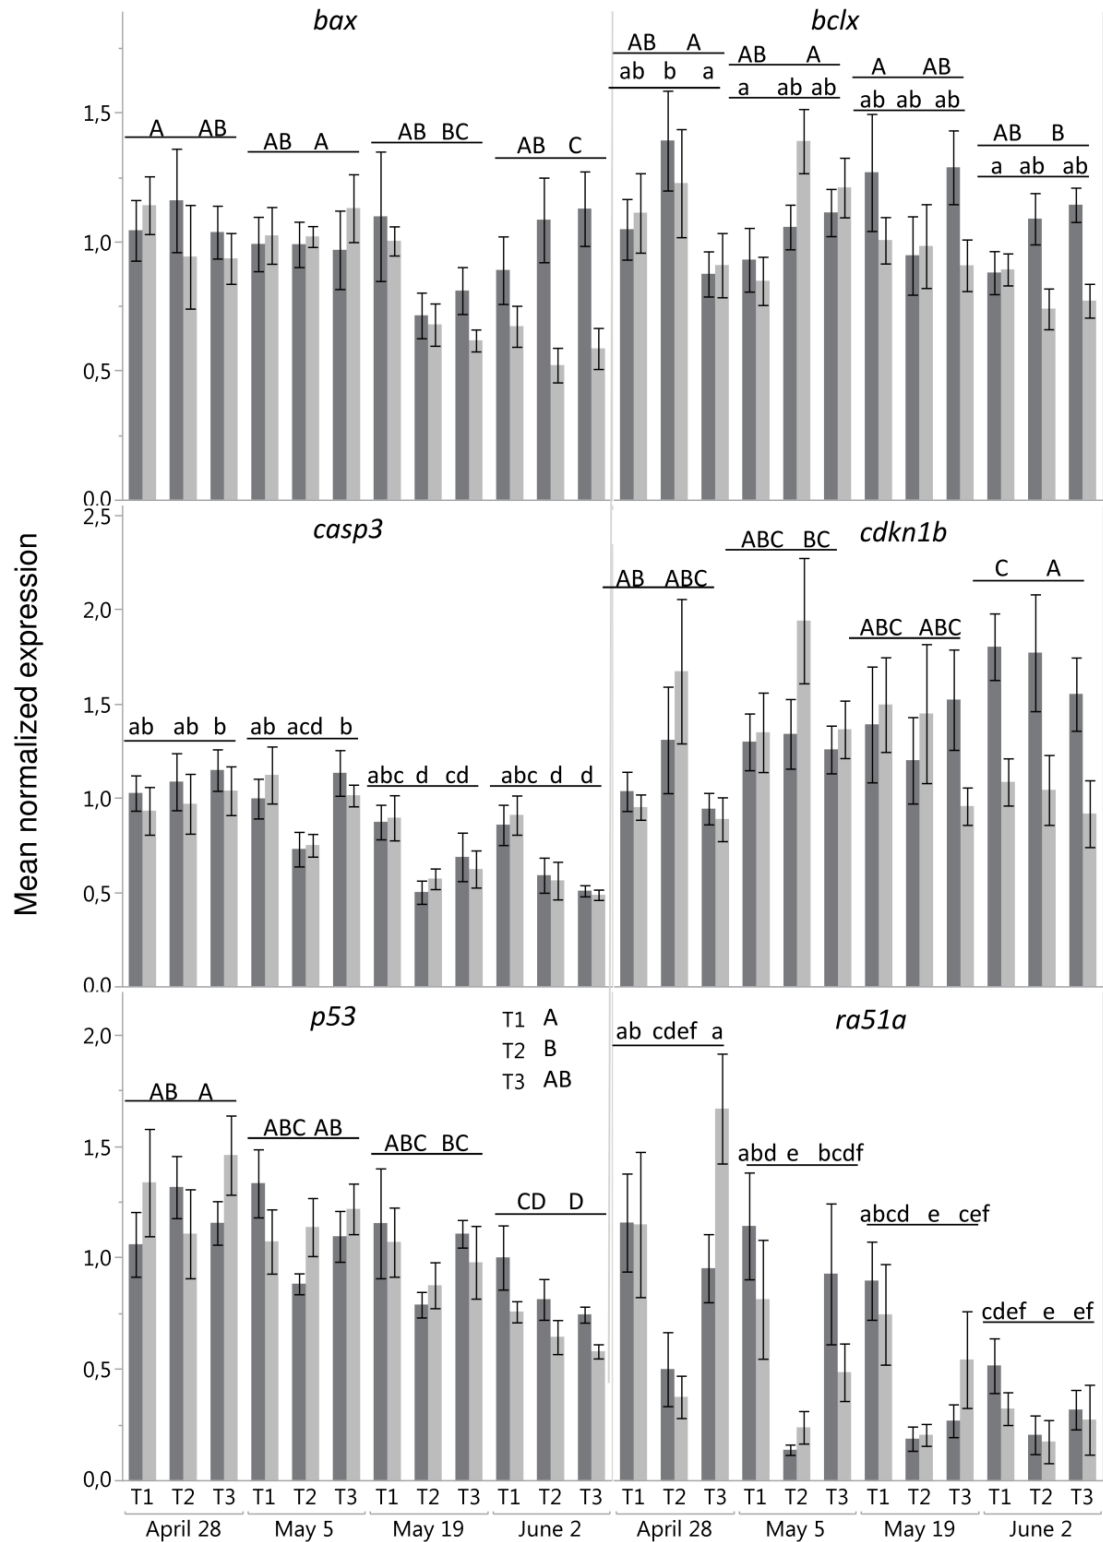 bax bclx
AB A
AB A
A AB
ab b a
a ab ab
ab ab ab
1,5
A AB
AB A
AB BC
AB C
AB B
a ab ab
1,0
0,5
0,0
Mean normalized expression
2,5
casp3 cdkn1b
ABC BC
AB ABC
C A
2,0
ABC ABC
1,5
ab ab b
ab acd b
abc d cd
abc d d
1,0
0,5
0,0
p53 ra51a
T1 A
T2 B
T3 AB
2,0
ab cdef a
AB A
ABC AB
ABC BC
CD D
1,5
abd e bcdf
abcd e cef
cdef e ef
1,0
0,5
0,0
T1 T2 T3 T1 T2 T3 T1 T2 T3 T1 T2 T3 T1 T2 T3 T1 T2 T3 T1 T2 T3 T1 T2 T3
April 28 May 5 May 19 June 2 April 28 May 5 May 19 June 2